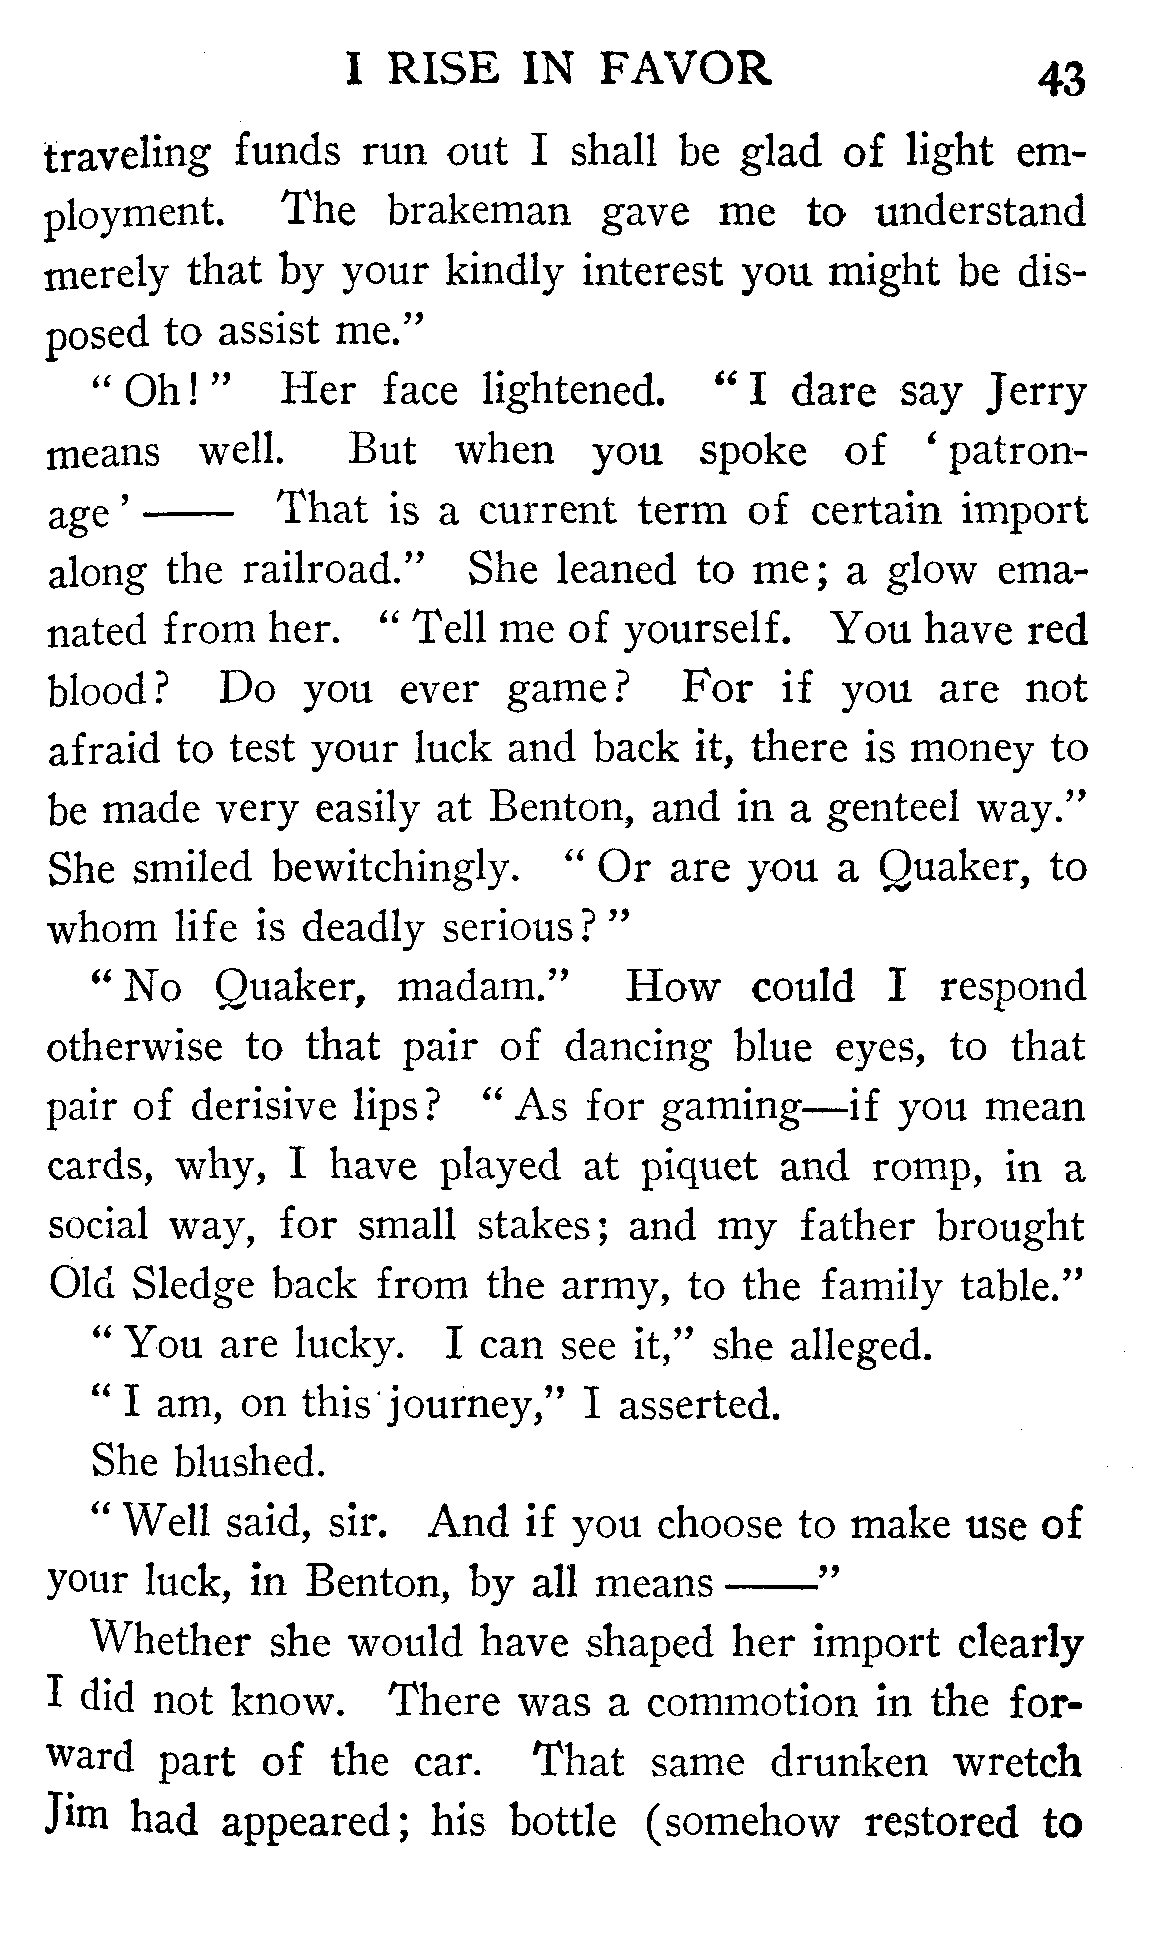 I RISE IN FAVOR 43
traveling funds run out I shall be glad of light em-
ployment. The brakeman gave me to understand
merely that by your kindly interest you might be dis-
posed to assist me."
"Oh!" Her face lightened. "I dare say Jerry
means well. But when you spoke of 'patron-
age'—— That is a current term of certain import
along the railroad." She leaned to me; a glow ema-
nated from her. "Tell me of yourself. You have red
blood? Do you ever game? For if you are not
afraid to test your luck and back it, there is money to
be made very easily at Benton, and in a genteel way."
She smiled bewitchingly. "Or are you a Quaker, to
whom life is deadly serious?"
"No Quaker, madam." How could I respond
otherwise to that pair of dancing blue eyes, to that
pair of derisive lips? "As for gaming—if you mean
cards, why, I have played at piquet and romp, in a
social way, for small stakes; and my father brought
Old Sledge back from the army, to the family table."
"You are lucky. I can see it," she alleged.
"I am, on this journey," I asserted.
She blushed.
"Well said, sir. And if you choose to make use of
your luck, in Benton, by all means——"
Whether she would have shaped her import clearly
I did not know. There was a commotion in the for-
ward part of the car. That same drunken wretch
Jim had appeared; his bottle (somehow restored to